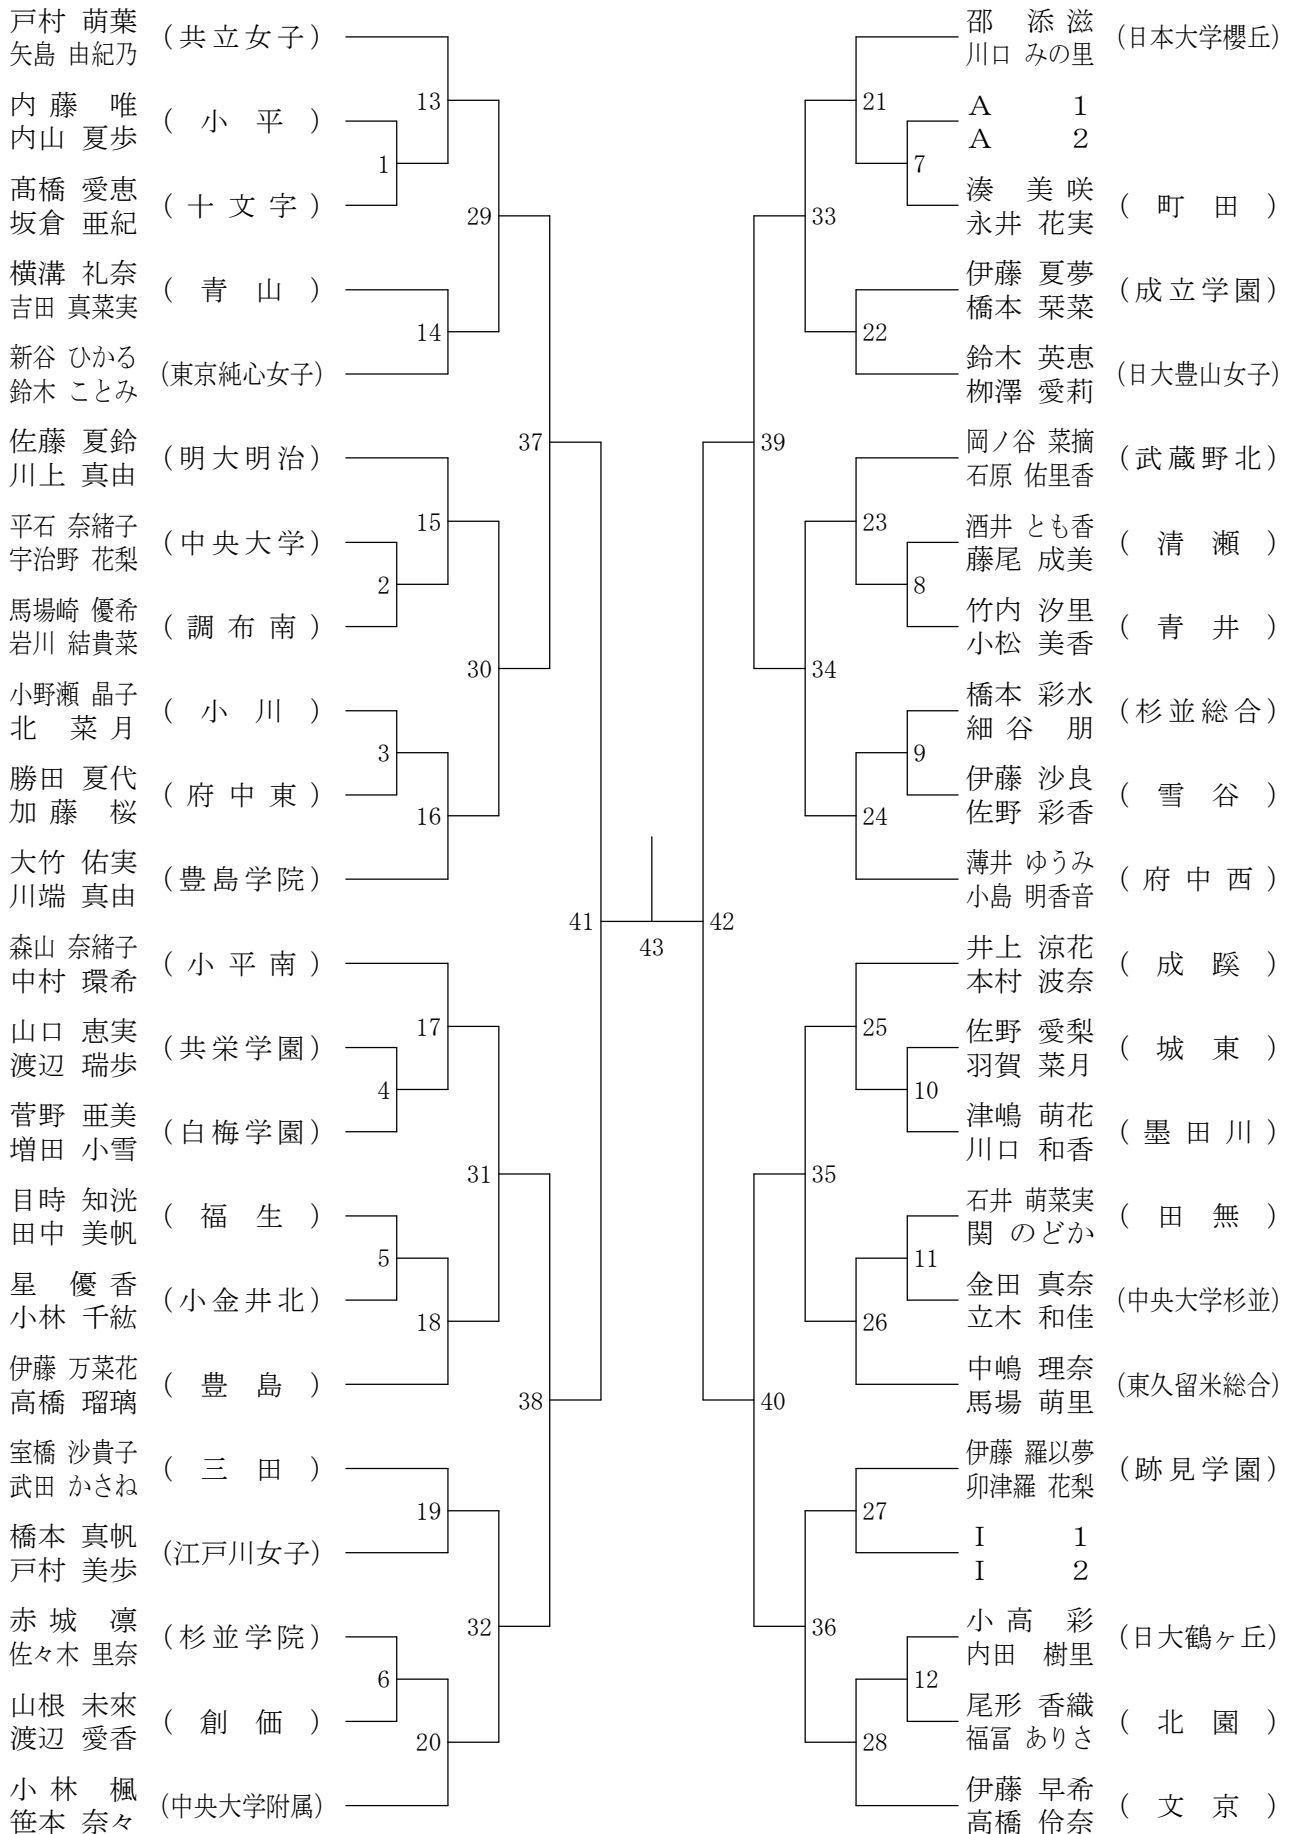 戸村 萌葉
矢島 由紀乃
(共立女子)
内藤 唯
内山 夏歩
(小平)
髙橋 愛恵
坂倉 亜紀
(十文字)
横溝 礼奈
吉田 真菜実
(青山)
新谷 ひかる
鈴木 ことみ
(東京純心女子)
佐藤 夏鈴
川上 真由
(明大明治)
平石 奈緒子
宇治野 花梨
(中央大学)
馬場崎 優希
岩川 結貴菜
(調布南)
小野瀬 晶子
北 菜月
(小川)
勝田 夏代
加藤 桜
(府中東)
大竹 佑実
川端 真由
(豊島学院)
森山 奈緒子
中村 環希
(小平南)
山口 恵実
渡辺 瑞歩
(共栄学園)
菅野 亜美
増田 小雪
(白梅学園)
目時 知洸
田中 美帆
(福生)
星 優香
小林 千紘
(小金井北)
伊藤 万菜花
高橋 瑠璃
(豊島)
室橋 沙貴子
武田 かさね
(三田)
橋本 真帆
戸村 美歩
(江戸川女子)
赤城 凛
佐々木 里奈
(杉並学院)
山根 未來
渡辺 愛香
(創価)
小林 楓
笹本 奈々
(中央大学附属)
13
1
29
14
37
15
2
30
3
16
41
17
4
31
5
18
38
19
32
6
20
43
42
21
7
33
22
39
23
8
34
9
24
25
10
35
11
26
40
27
36
12
28
邵 添滋
川口 みの里
(日本大学櫻丘)
A 1
A 2
湊 美咲
永井 花実
(町田)
伊藤 夏夢
橋本 栞菜
(成立学園)
鈴木 英恵
栁澤 愛莉
(日大豊山女子)
岡ノ谷 菜摘
石原 佑里香
(武蔵野北)
酒井 とも香
藤尾 成美
(清瀬)
竹内 汐里
小松 美香
(青井)
橋本 彩水
細谷 朋
(杉並総合)
伊藤 沙良
佐野 彩香
(雪谷)
薄井 ゆうみ
小島 明香音
(府中西)
井上 涼花
本村 波奈
(成蹊)
佐野 愛梨
羽賀 菜月
(城東)
津嶋 萌花
川口 和香
(墨田川)
石井 萌菜実
関 のどか
(田無)
金田 真奈
立木 和佳
(中央大学杉並)
中嶋 理奈
馬場 萌里
(東久留米総合)
伊藤 羅以夢
卯津羅 花梨
(跡見学園)
I 1
I 2
小高 彩
内田 樹里
(日大鶴ヶ丘)
尾形 香織
福冨 ありさ
(北園)
伊藤 早希
高橋 伶奈
(文京)